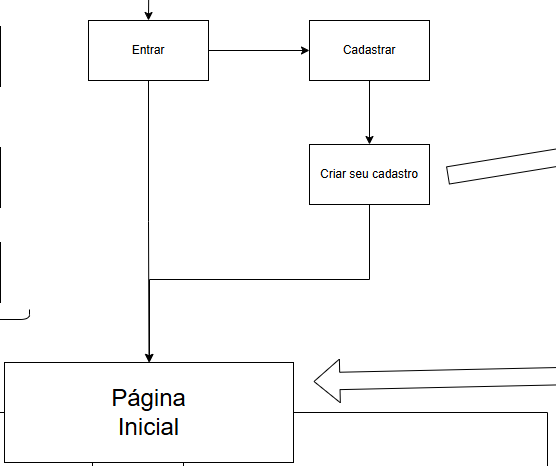 Entrar
Cadastrar
Criar seu cadastro
Página
Inicial